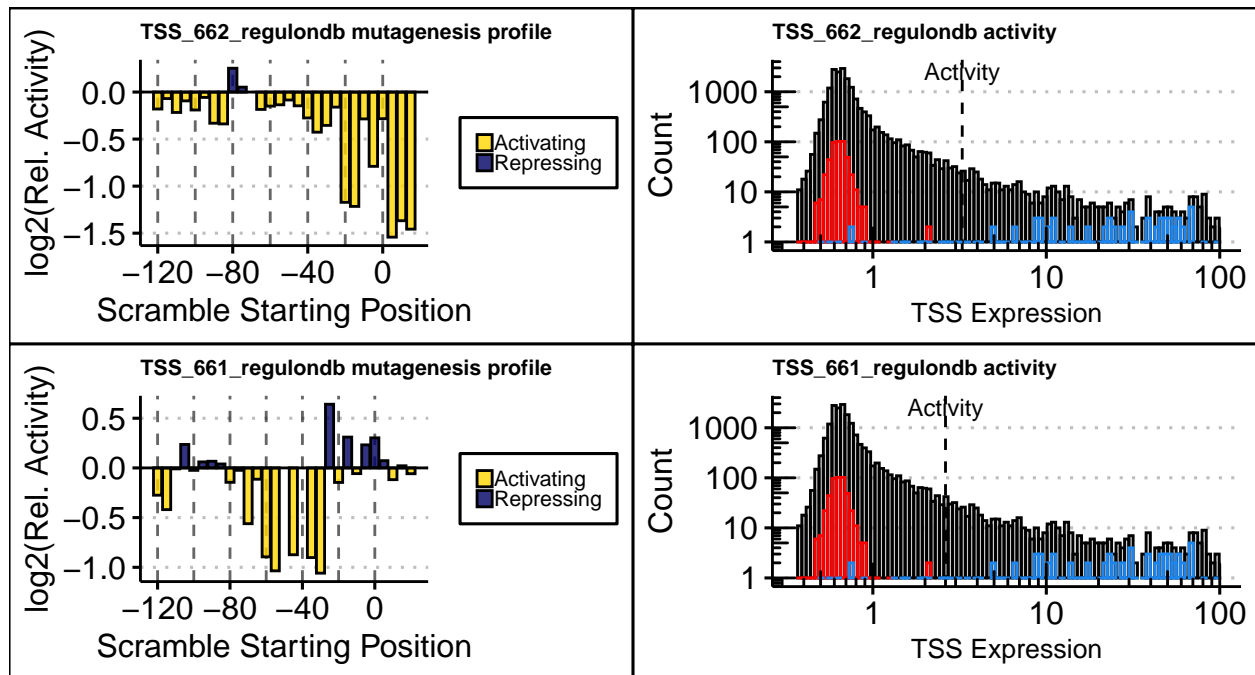 TSS_662_regulondb mutagenesis profile
log2(Rel. Activity)
0.0
−0.5
−1.0
−1.5
−120 −80 −40 0
Scramble Starting Position
Activating
Repressing
TSS_662_regulondb activity
Activity
Count
1000
100
10
1
1 10 100
TSS Expression
TSS_661_regulondb mutagenesis profile
log2(Rel. Activity)
0.5
0.0
−0.5
−1.0
−120 −80 −40 0
Scramble Starting Position
Activating
Repressing
TSS_661_regulondb activity
Activity
Count
1000
100
10
1
1 10 100
TSS Expression